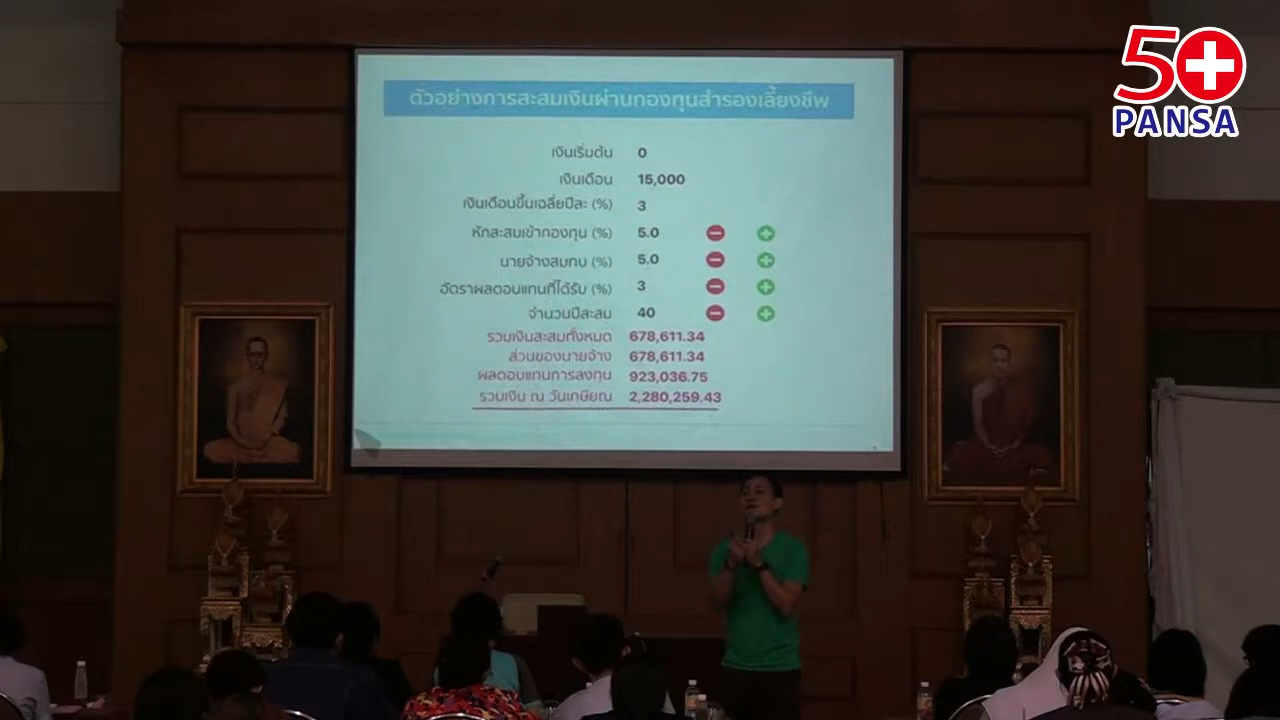 50
PANSA
ตัวอย่างการสะสมเงินผ่านกองทุนสำรองเลี้ยงชีพ
เงินเริ่มต้น 0
เงินเดือน 15,000
เงินเดือนขึ้นเฉลี่ยปีละ (%) 3
หักสะสมเข้ากองทุน (%) 5.0
นายจ้างสมทบ (%) 5.0
อัตราผลตอบแทนที่ได้รับ (%) 3
จำนวนปีสะสม 40
รวมเงินสะสมทั้งหมด 678,611.34
ส่วนของนายจ้าง 678,611.34
ผลตอบแทนการลงทุน 923,036.75
รวมเงิน ณ วันเกษียณ 2,280,259.43